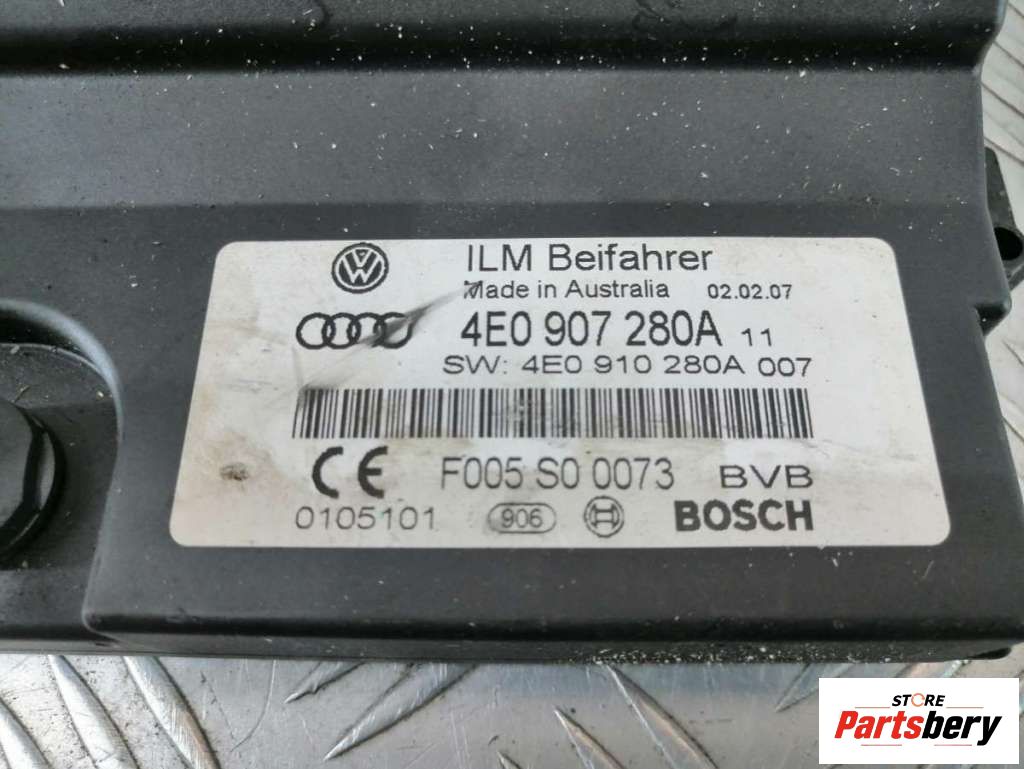 ILM Beifahrer
Made in Australia 02.02.07
4E0 907 280A 11
SW: 4E0 910 280A 007
CE F005 S0 0073 BVB
0105101 906 BOSCH
STORE
Partsbery